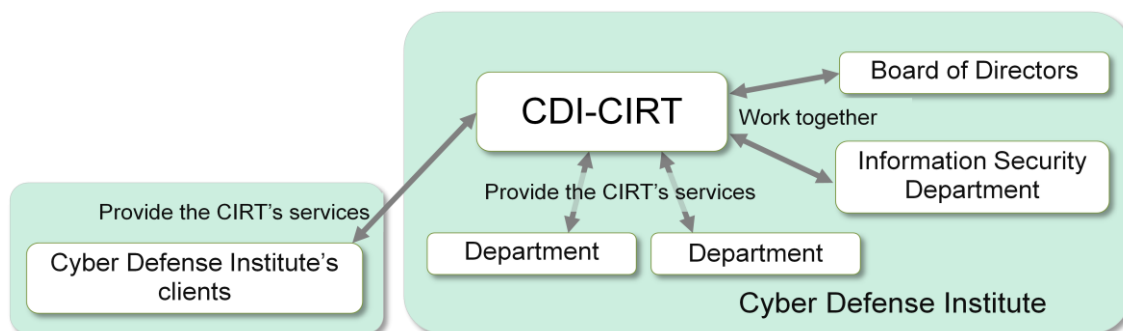 Board of Directors
CDI-CIRT
Work together
Information Security
Department
Provide the CIRT's services
Provide the CIRT's services
Department
Department
Cyber Defense Institute's
clients
Cyber Defense Institute